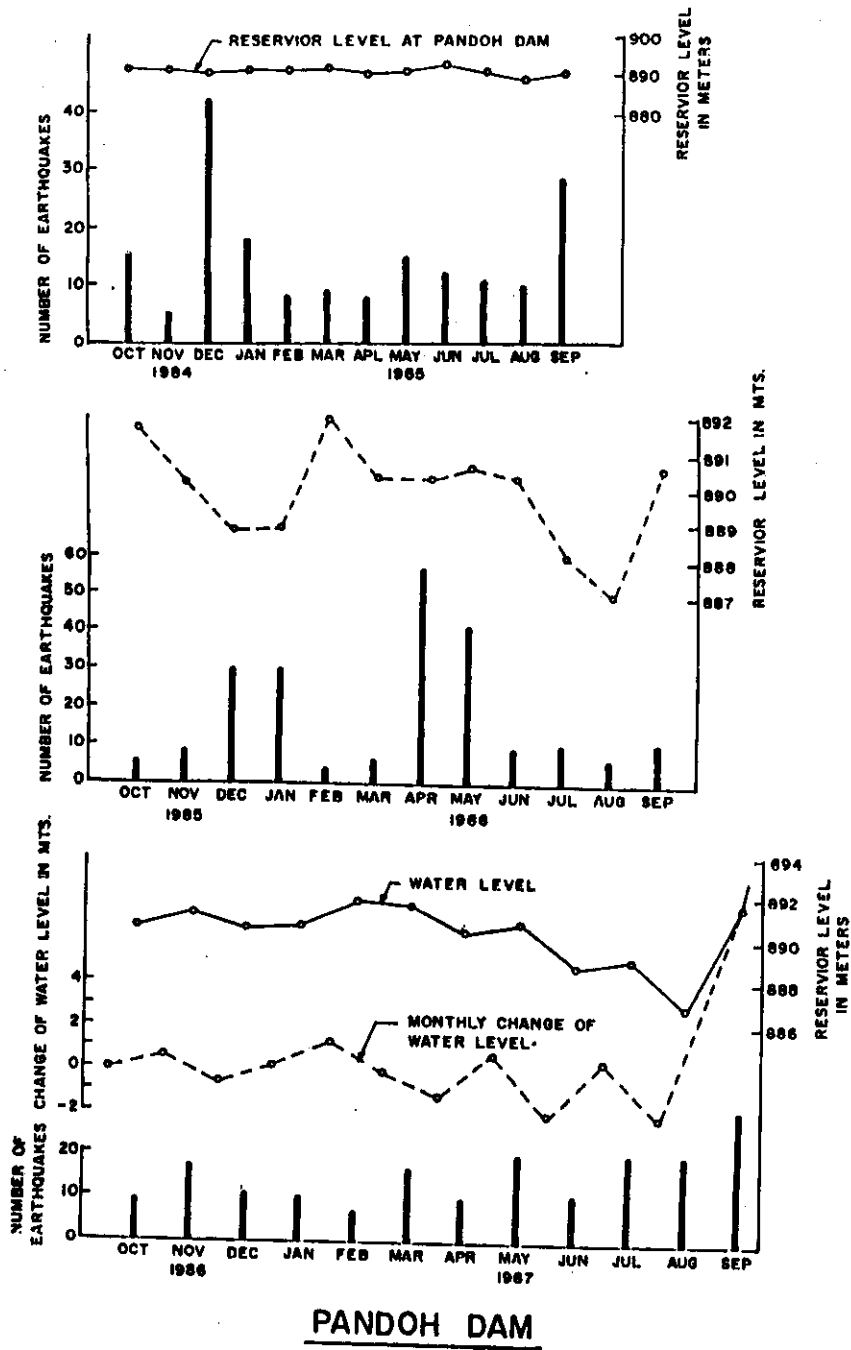 RESERVIOR LEVEL AT PANDOH DAM
NUMBER OF EARTHQUAKES
40
30
20
10
0
900
890
880
RESERVIOR LEVEL
IN METERS
OCT NOV DEC JAN FEB MAR APL MAY JUN JUL AUG SEP
1984 1985
NUMBER OF EARTHQUAKES
60
50
40
30
20
10
0
892
891
890
889
888
887
RESERVIOR LEVEL IN MTS.
OCT NOV DEC JAN FEB MAR APR MAY JUN JUL AUG SEP
1985 1986
CHANGE OF WATER LEVEL IN MTS.
4
2
0
-2
WATER LEVEL
MONTHLY CHANGE OF
WATER LEVEL.
894
892
890
888
886
RESERVIOR LEVEL
IN METERS
NUMBER OF
EARTHQUAKES
20
10
0
OCT NOV DEC JAN FEB MAR APR MAY JUN JUL AUG SEP
1986 1987
PANDOH DAM